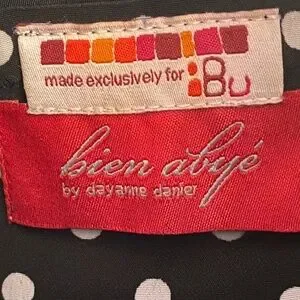 made exclusively for :Bu
bien abyé
by dayanne danier